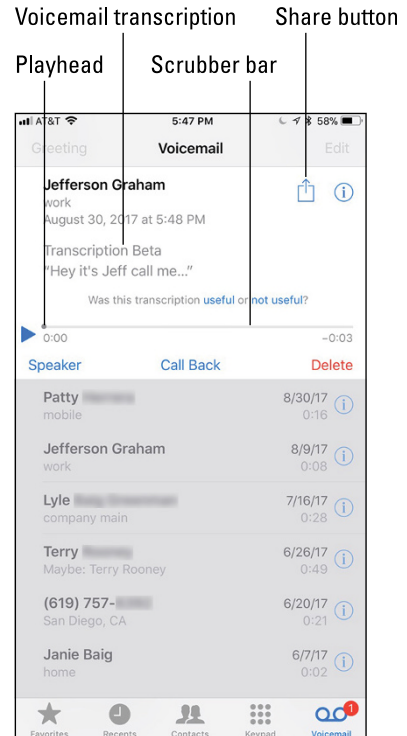 Voicemail transcription Share button
Playhead Scrubber bar
AT&T 5:47 PM 58%
Greeting Voicemail Edit
Jefferson Graham
work
August 30, 2017 at 5:48 PM
Transcription Beta
“Hey it's Jeff call me...”
Was this transcription useful or not useful?
0:00 -0:03
Speaker Call Back Delete
Patty 8/30/17
mobile 0:16
Jefferson Graham 8/9/17
work 0:08
Lyle 7/16/17
company main 0:28
Terry 6/26/17
Maybe: Terry Rooney 0:49
(619) 757- 6/20/17
San Diego, CA 0:21
Janie Baig 6/7/17
home 0:02
1
Favorites Recents Contacts Keypad Voicemail